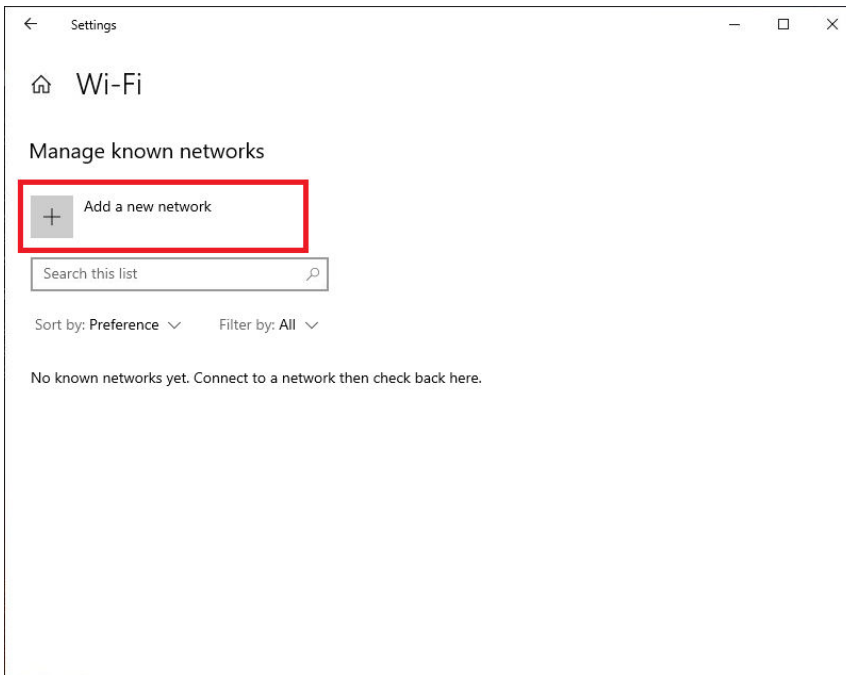 Settings
Wi-Fi
Manage known networks
Add a new network
Search this list
Sort by: Preference Filter by: All
No known networks yet. Connect to a network then check back here.